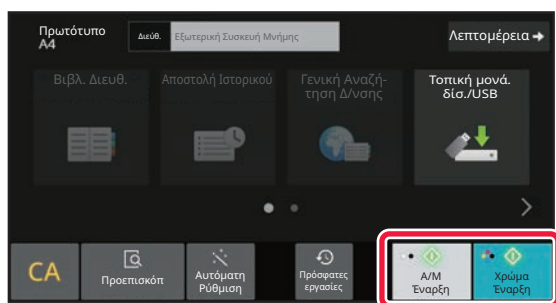 Πρωτότυπο
A4
Διεύθ.
Εξωτερική Συσκευή Μνήμης
Λεπτομέρεια
Βιβλ. Διευθ.
Αποστολή Ιστορικού
Γενική Αναζή-
τηση Δ/νσης
Τοπική μονά.
δίσ./USB
CA
Προεπισκόπ
Αυτόματη
Ρύθμιση
Πρόσφατες
εργασίες
Α/Μ
Έναρξη
Χρώμα
Έναρξη